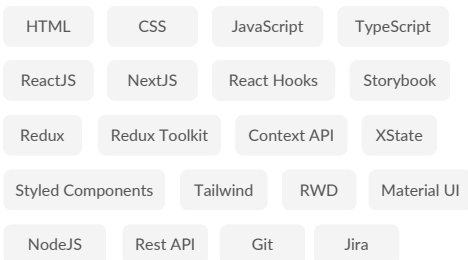 HTML CSS JavaScript TypeScript
ReactJS NextJS React Hooks Storybook
Redux Redux Toolkit Context API XState
Styled Components Tailwind RWD Material UI
NodeJS Rest API Git Jira